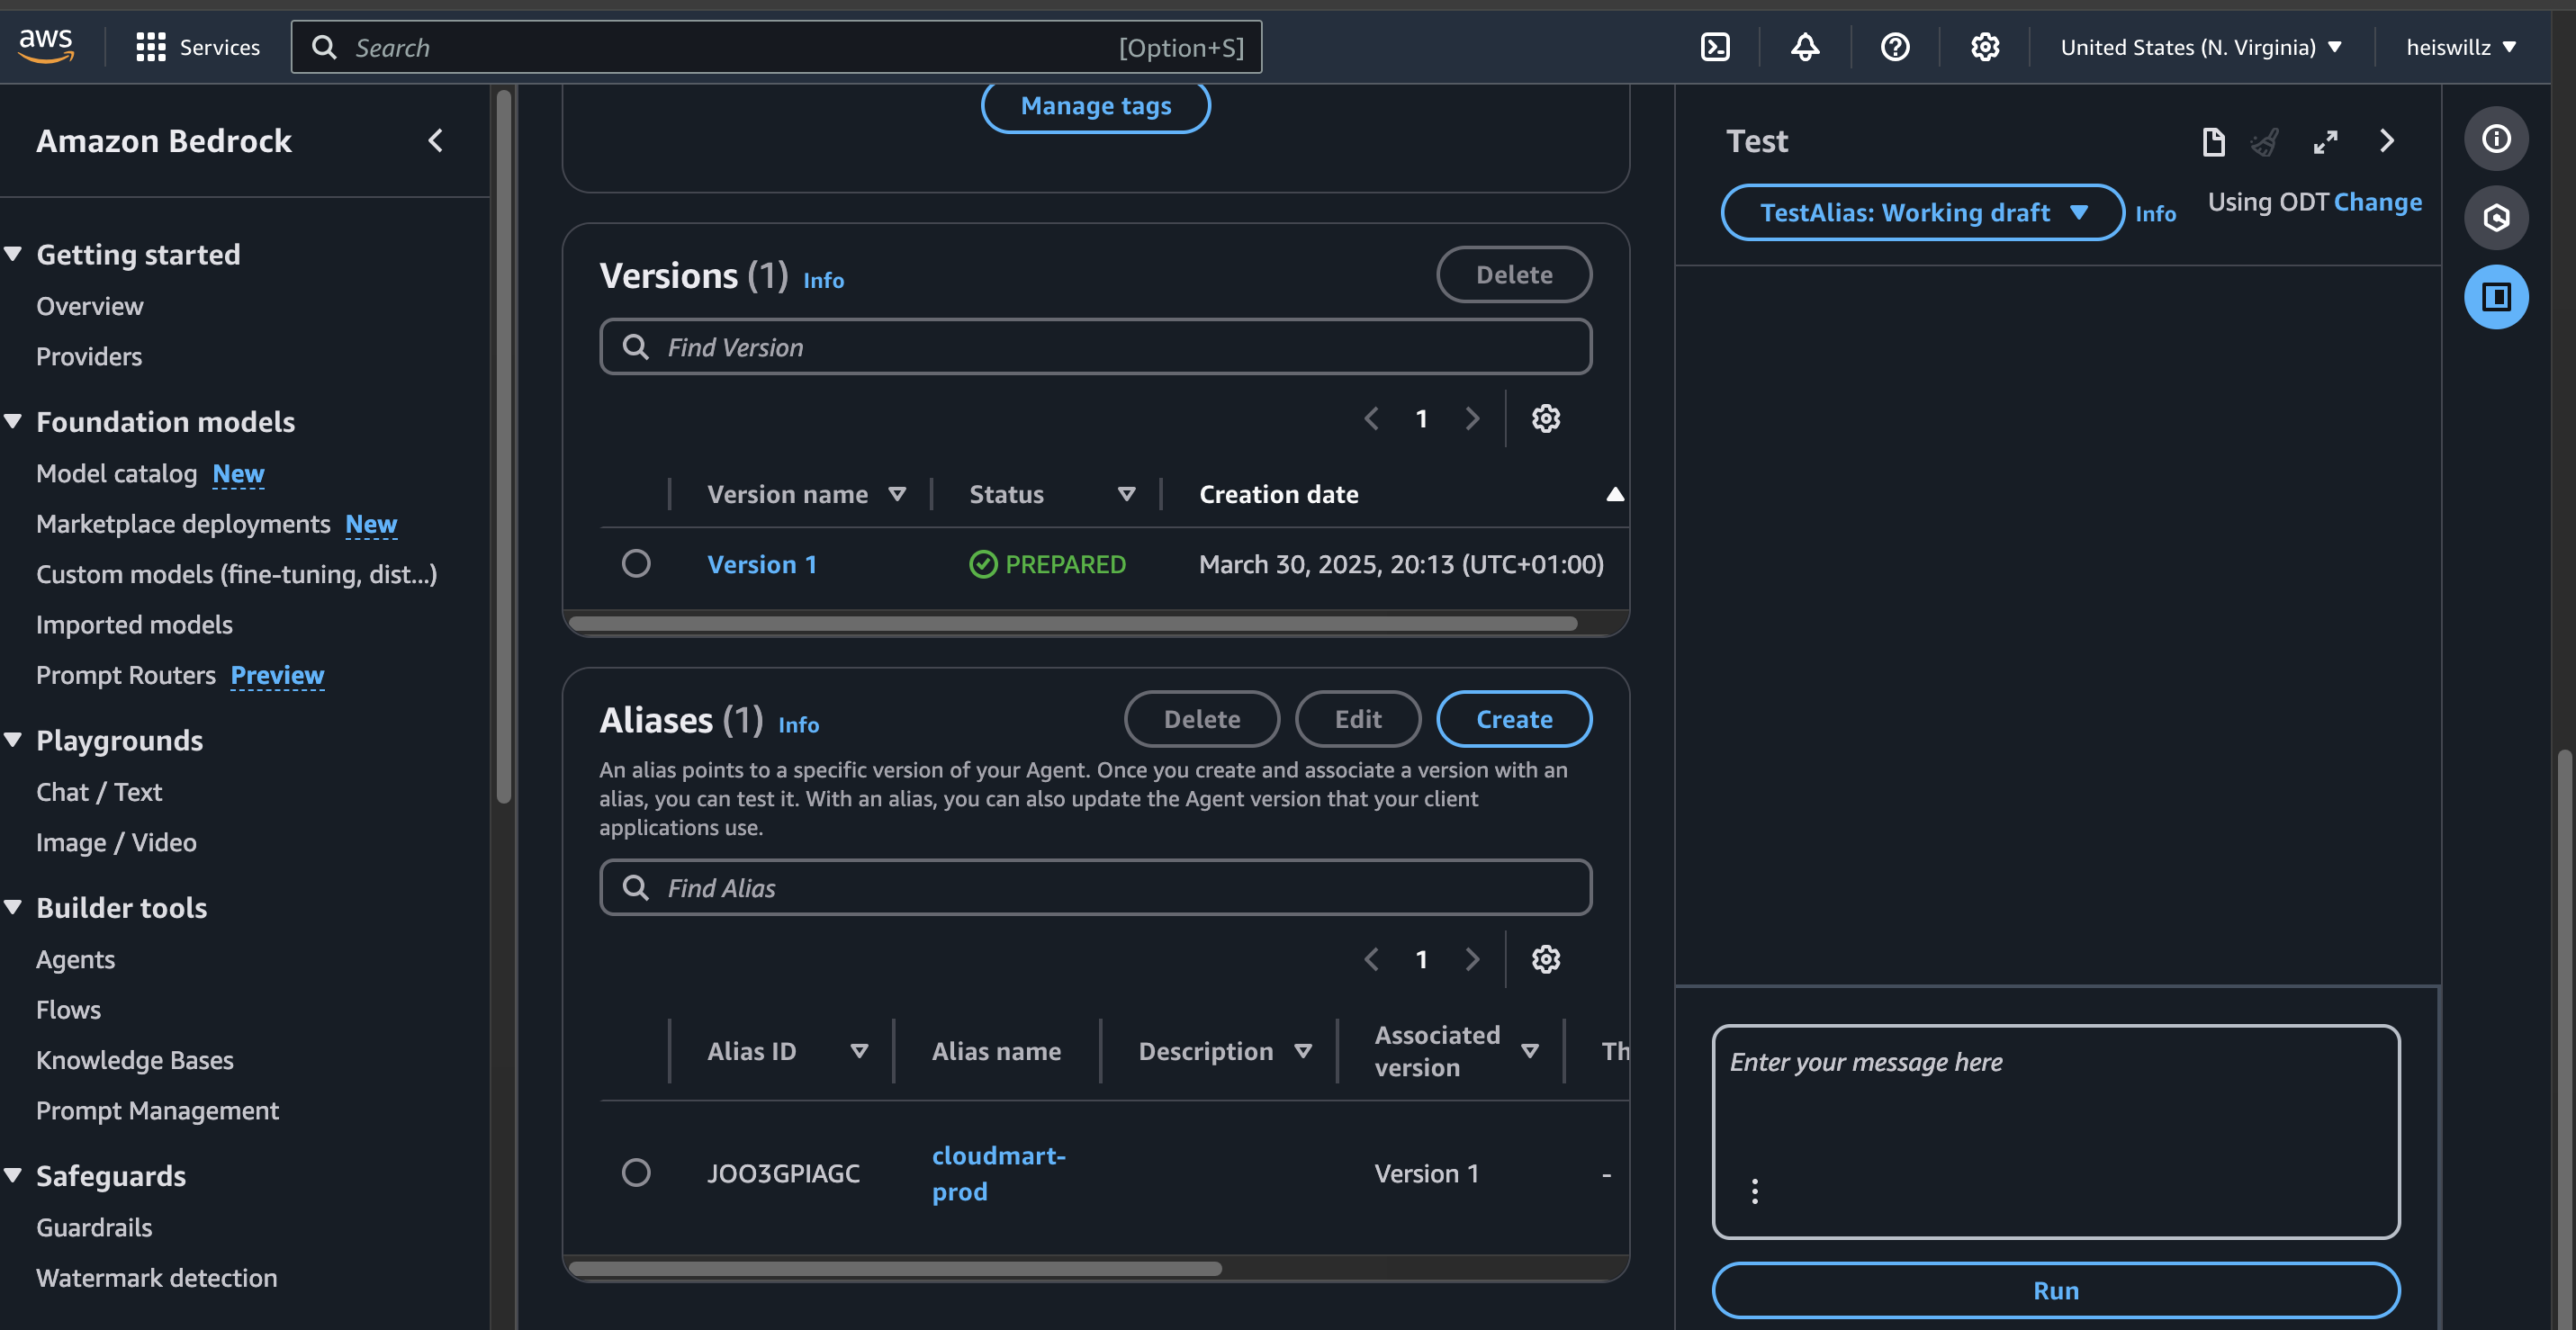 aws
Services
Search
[Option+S]
United States (N. Virginia)
heiswillz
Amazon Bedrock
Getting started
Overview
Providers
Foundation models
Model catalog New
Marketplace deployments New
Custom models (fine-tuning, dist...)
Imported models
Prompt Routers Preview
Playgrounds
Chat / Text
Image / Video
Builder tools
Agents
Flows
Knowledge Bases
Prompt Management
Safeguards
Guardrails
Watermark detection
Manage tags
Versions (1) Info
Delete
Find Version
1
Version name Status Creation date
Version 1 PREPARED March 30, 2025, 20:13 (UTC+01:00)
Aliases (1) Info
Delete Edit Create
An alias points to a specific version of your Agent. Once you create and associate a version with an
alias, you can test it. With an alias, you can also update the Agent version that your client
applications use.
Find Alias
1
Alias ID Alias name Description Associated version Th
JOO3GPIAGC cloudmart-prod Version 1 -
Test
TestAlias: Working draft Info
Using ODT Change
Enter your message here
Run